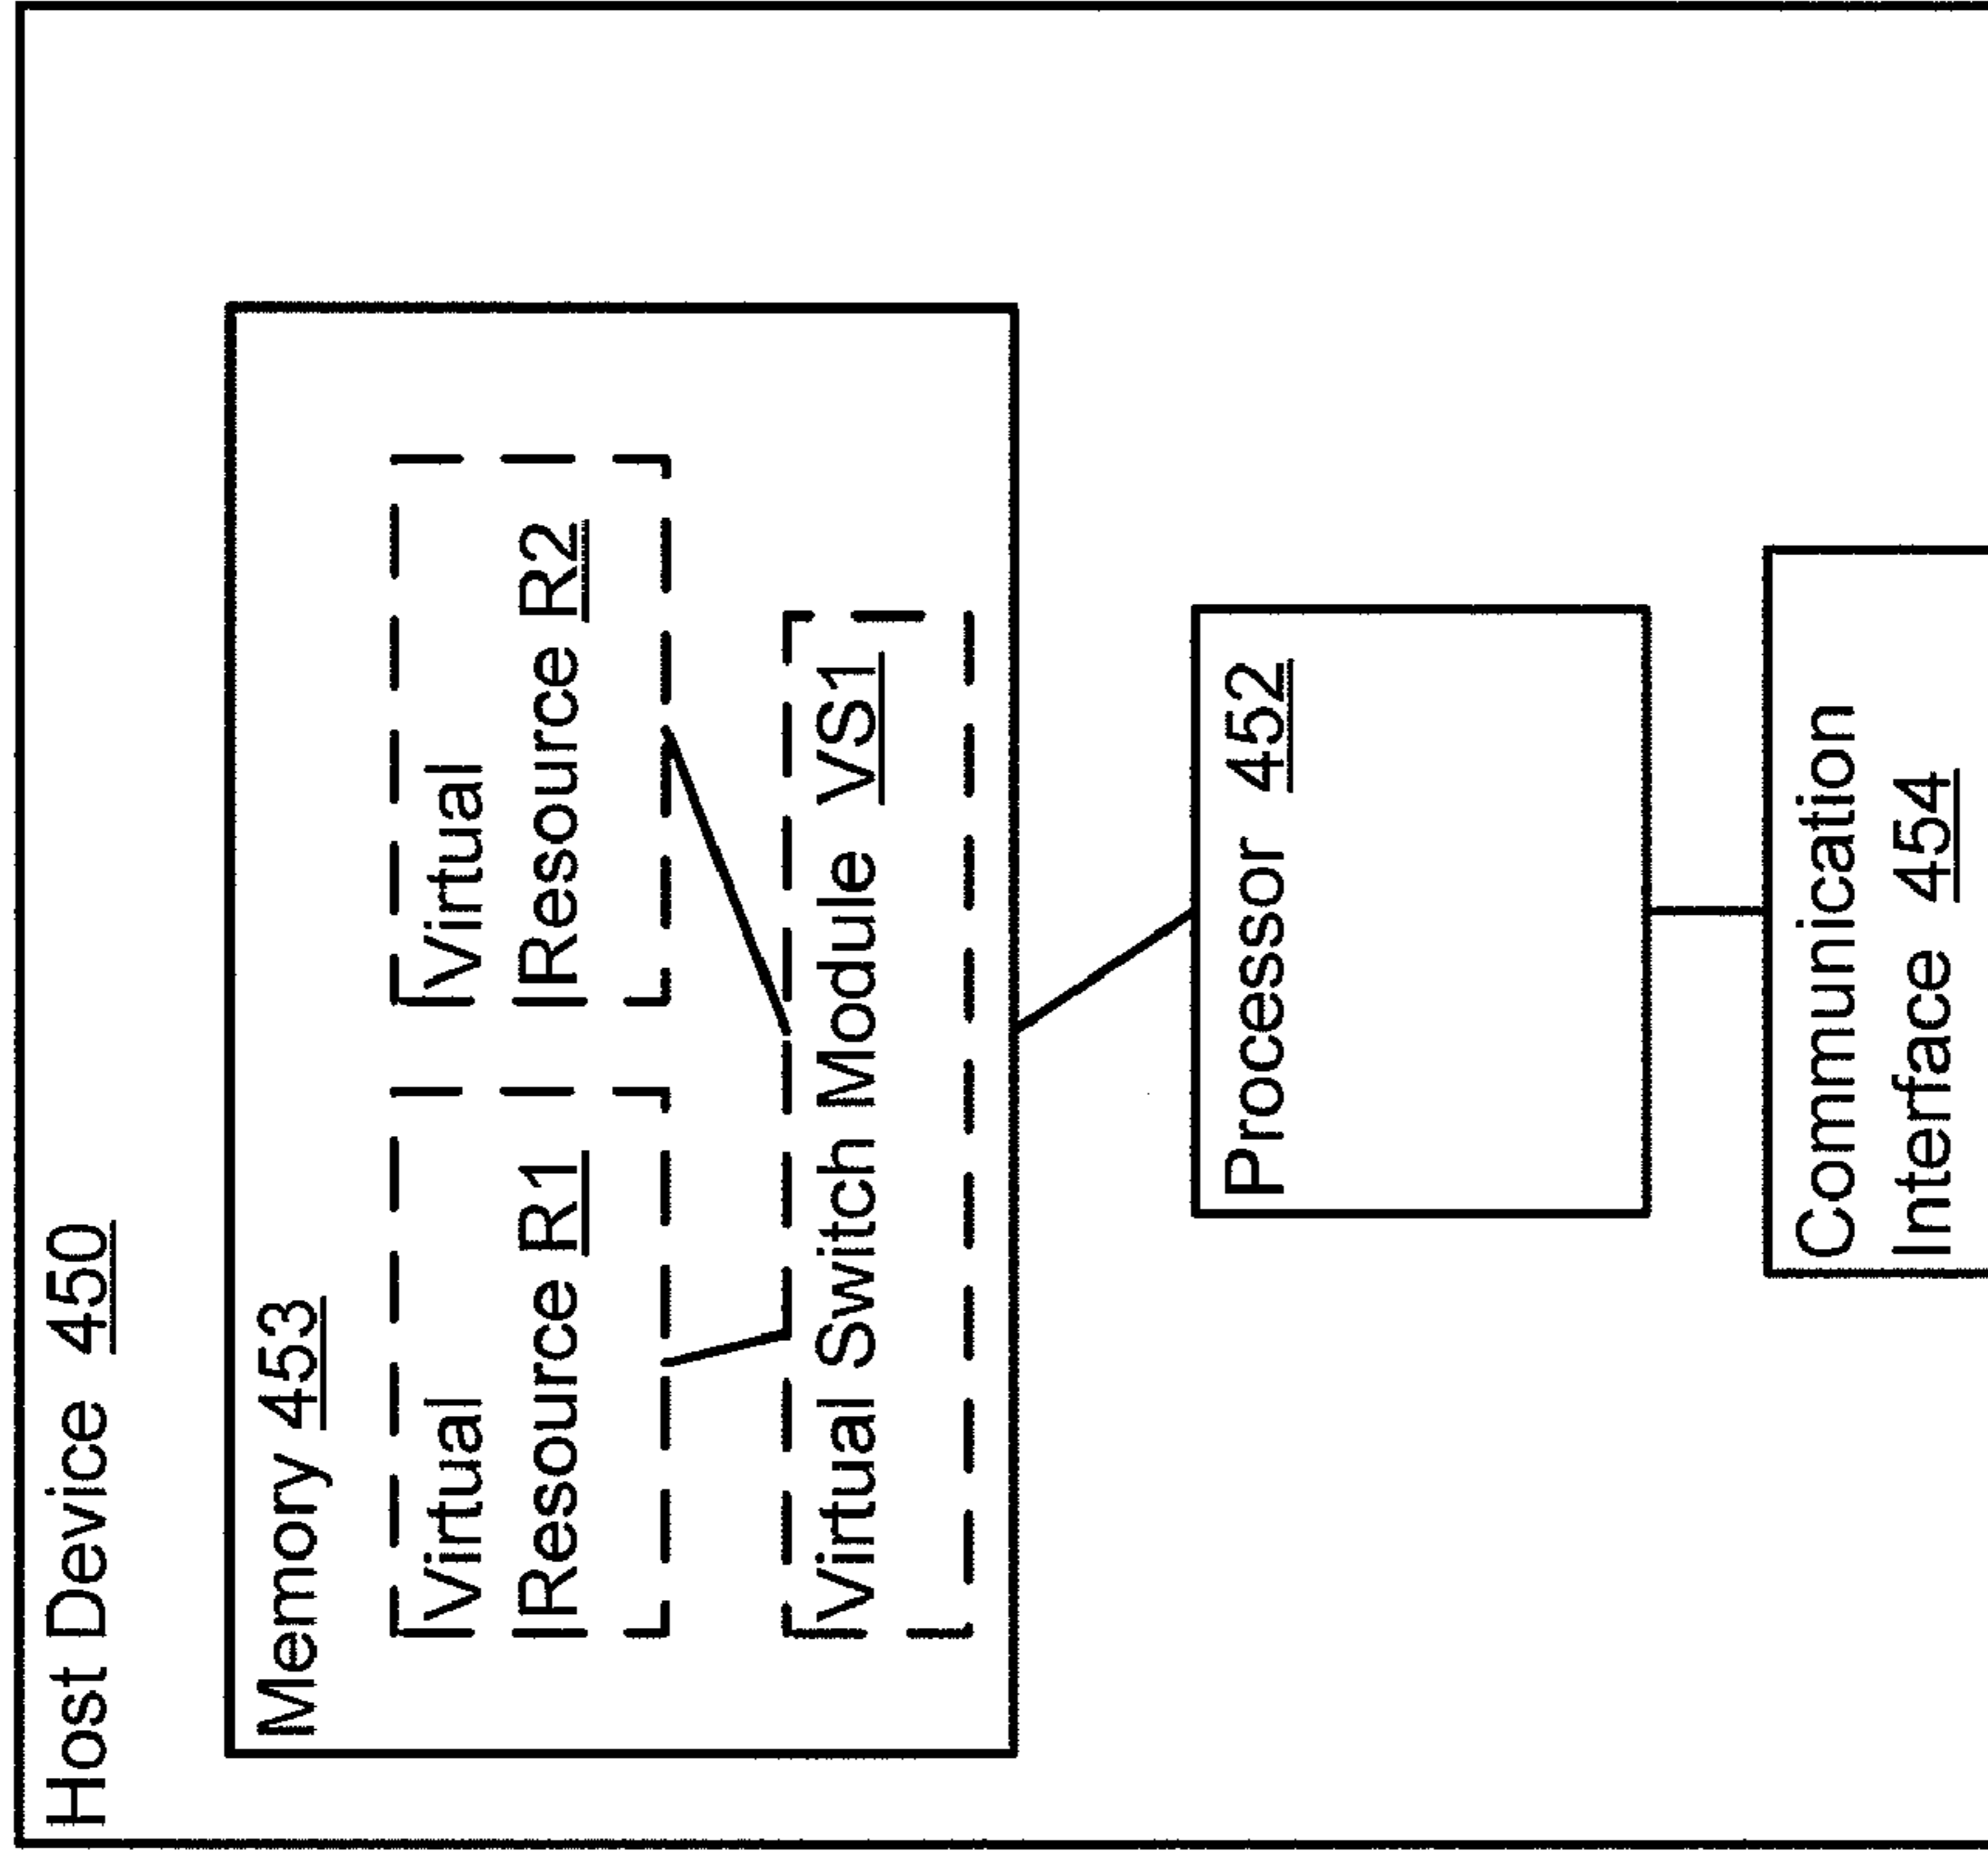 Host Device 450
Memory 453
Virtual
Resource R1
Virtual
Resource R2
Virtual Switch Module VS1
Processor 452
Communication
Interface 454